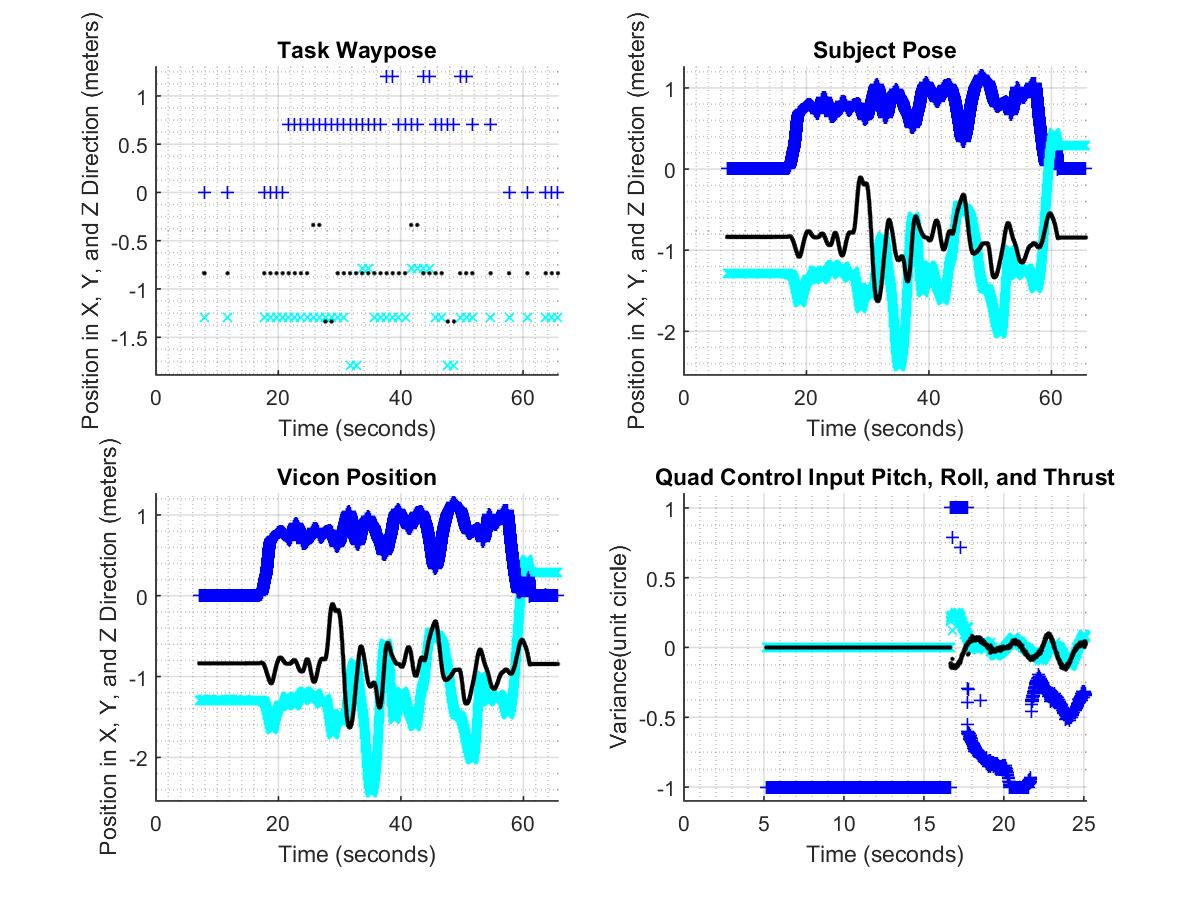 Task Waypose
Position in X, Y, and Z Direction (meters)
1
0.5
0
-0.5
-1
-1.5
0 20 40 60
Time (seconds)
Subject Pose
Position in X, Y, and Z Direction (meters)
1
0
-1
-2
0 20 40 60
Time (seconds)
Vicon Position
Position in X, Y, and Z Direction (meters)
1
0
-1
-2
0 20 40 60
Time (seconds)
Quad Control Input Pitch, Roll, and Thrust
Variance(unit circle)
1
0.5
0
-0.5
-1
0 5 10 15 20 25
Time (seconds)